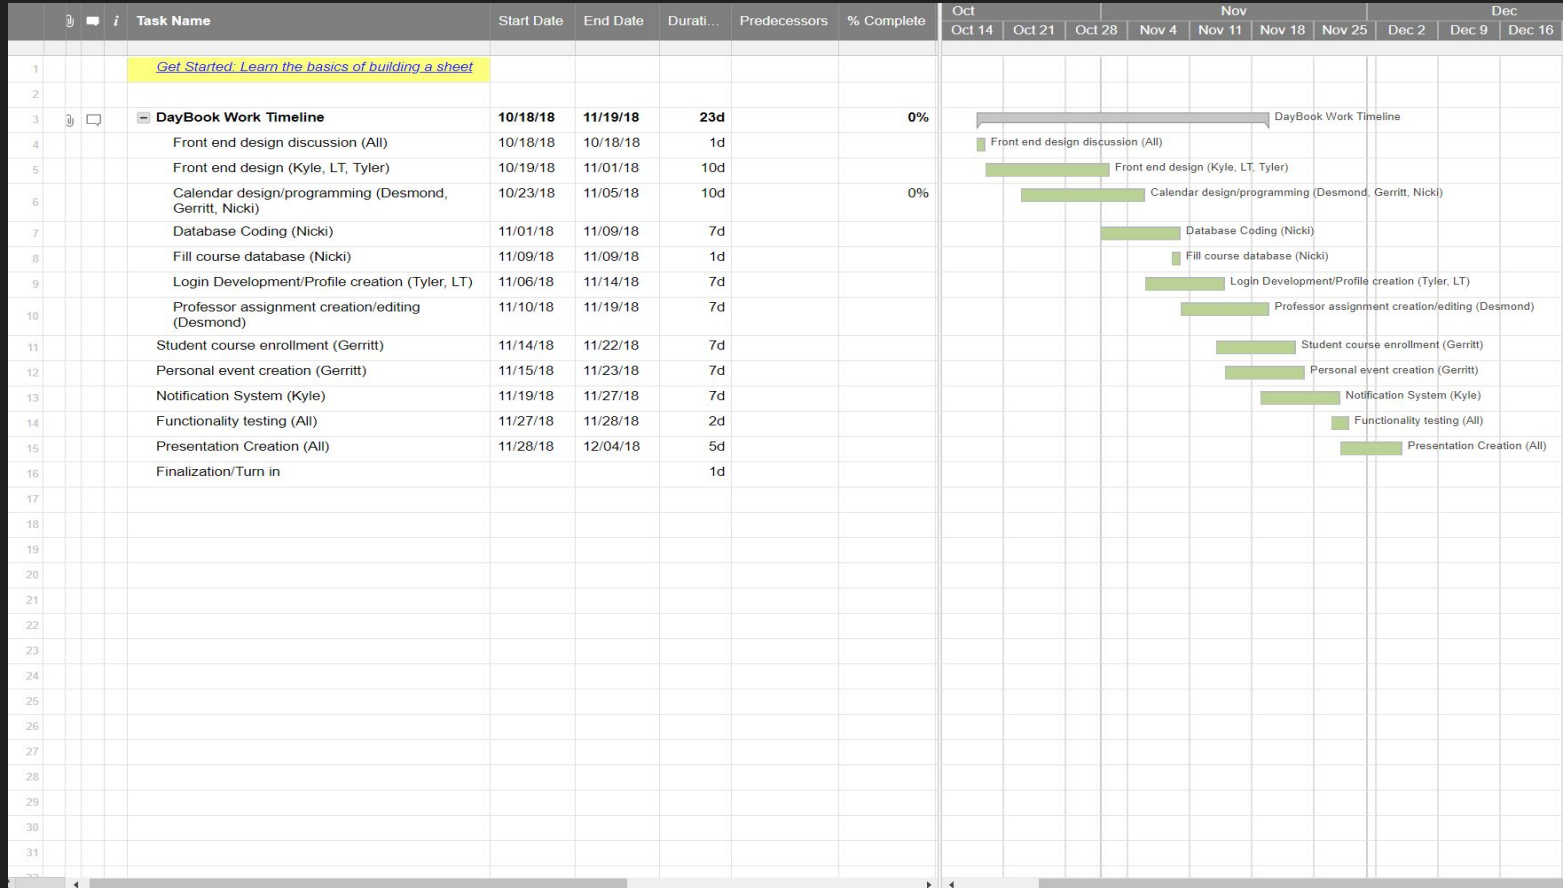 Task Name Start Date End Date Durati... Predecessors % Complete
Oct Nov Dec
Oct 14 Oct 21 Oct 28 Nov 4 Nov 11 Nov 18 Nov 25 Dec 2 Dec 9 Dec 16
1 Get Started: Learn the basics of building a sheet
2
3 DayBook Work Timeline 10/18/18 11/19/18 23d 0% DayBook Work Timeline
4 Front end design discussion (All) 10/18/18 10/18/18 1d Front end design discussion (All)
5 Front end design (Kyle, LT, Tyler) 10/19/18 11/01/18 10d Front end design (Kyle, LT, Tyler)
6 Calendar design/programming (Desmond, 10/23/18 11/05/18 10d 0% Calendar design/programming (Desmond, Gerritt, Nicki)
Gerritt, Nicki)
7 Database Coding (Nicki) 11/01/18 11/09/18 7d Database Coding (Nicki)
8 Fill course database (Nicki) 11/09/18 11/09/18 1d Fill course database (Nicki)
9 Login Development/Profile creation (Tyler, LT) 11/06/18 11/14/18 7d Login Development/Profile creation (Tyler, LT)
10 Professor assignment creation/editing 11/10/18 11/19/18 7d Professor assignment creation/editing (Desmond)
(Desmond)
11 Student course enrollment (Gerritt) 11/14/18 11/22/18 7d Student course enrollment (Gerritt)
12 Personal event creation (Gerritt) 11/15/18 11/23/18 7d Personal event creation (Gerritt)
13 Notification System (Kyle) 11/19/18 11/27/18 7d Notification System (Kyle)
14 Functionality testing (All) 11/27/18 11/28/18 2d Functionality testing (All)
15 Presentation Creation (All) 11/28/18 12/04/18 5d Presentation Creation (All)
16 Finalization/Turn in 1d
17
18
19
20
21
22
23
24
25
26
27
28
29
30
31